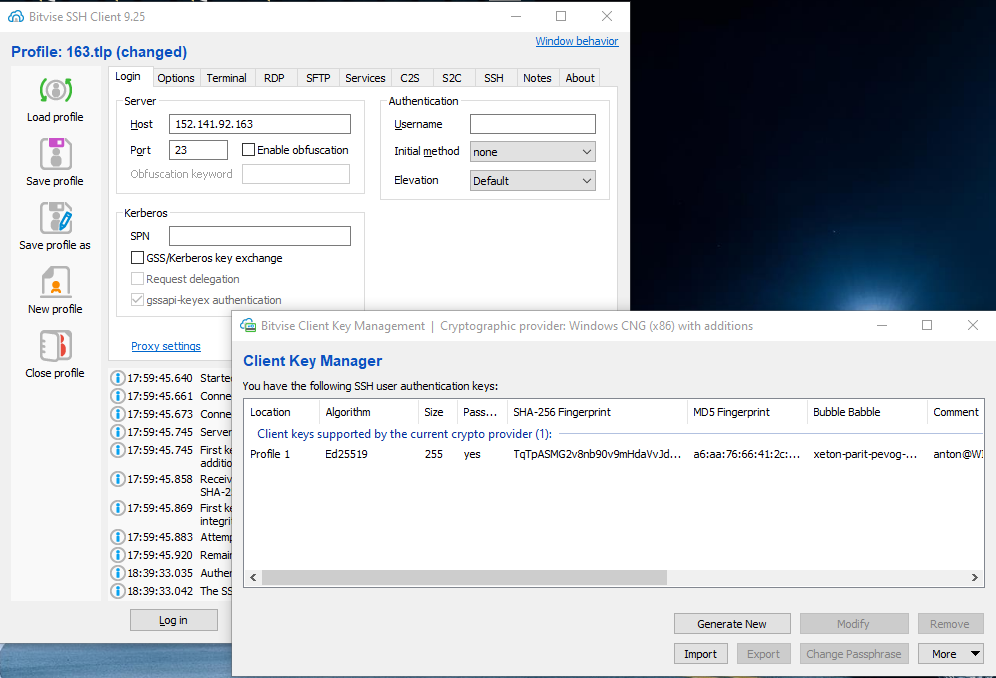 Bitvise SSH Client 9.25
Window behavior
Profile: 163.tlp (changed)
Load profile
Save profile
Save profile as
New profile
Close profile
Login Options Terminal RDP SFTP Services C2S S2C SSH Notes About
Server
Host 152.141.92.163
Port 23 Enable obfuscation
Obfuscation keyword
Authentication
Username
Initial method none
Elevation Default
Kerberos
SPN
GSS/Kerberos key exchange
Request delegation
gssapi-keyex authentication
Proxy settings
17:59:45.640 Starte
17:59:45.661 Conne
17:59:45.673 Conne
17:59:45.745 Server
17:59:45.745 First ke
additio
17:59:45.858 Receiv
SHA-2
17:59:45.869 First ke
integrit
17:59:45.883 Attemp
17:59:45.920 Remain
18:39:33.035 Authen
18:39:33.042 The SS
Log in
Bitvise Client Key Management | Cryptographic provider: Windows CNG (x86) with additions
Client Key Manager
You have the following SSH user authentication keys:
Location Algorithm Size Pass... SHA-256 Fingerprint MD5 Fingerprint Bubble Babble Comment
Client keys supported by the current crypto provider (1):
Profile 1 Ed25519 255 yes TqTpASMG2v8nb90v9mHdaVvJd... a6:aa:76:66:41:2c:... xeton-parit-pevog-... anton@WI
Generate New Modify Remove
Import Export Change Passphrase More